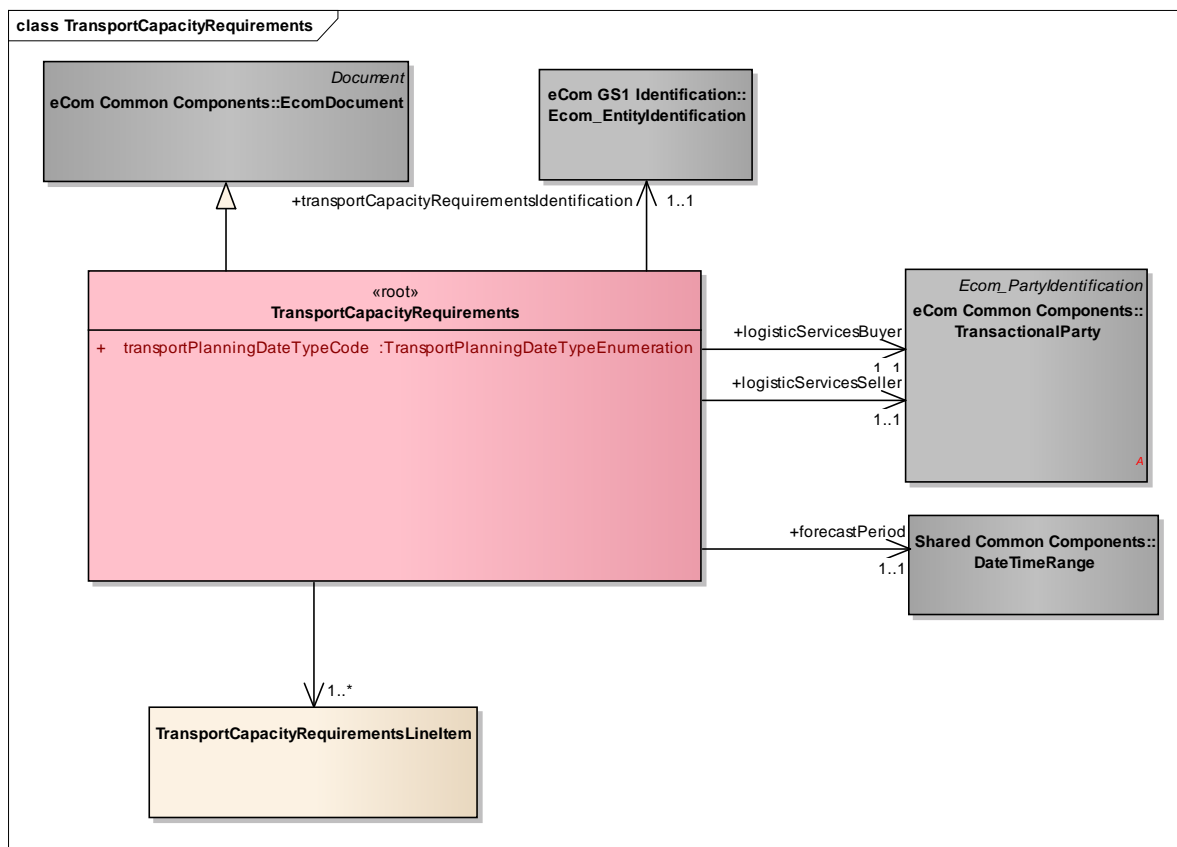 class TransportCapacityRequirements
Document
eCom Common Components::EcomDocument
eCom GS1 Identification::
Ecom_EntityIdentification
+transportCapacityRequirementsIdentification
1..1
«root»
TransportCapacityRequirements
+ transportPlanningDateTypeCode :TransportPlanningDateTypeEnumeration
Ecom_PartyIdentification
eCom Common Components::
TransactionalParty
A
+logisticServicesBuyer
1..1
+logisticServicesSeller
1..1
+forecastPeriod
1..1
Shared Common Components::
DateTimeRange
1..*
TransportCapacityRequirementsLineItem